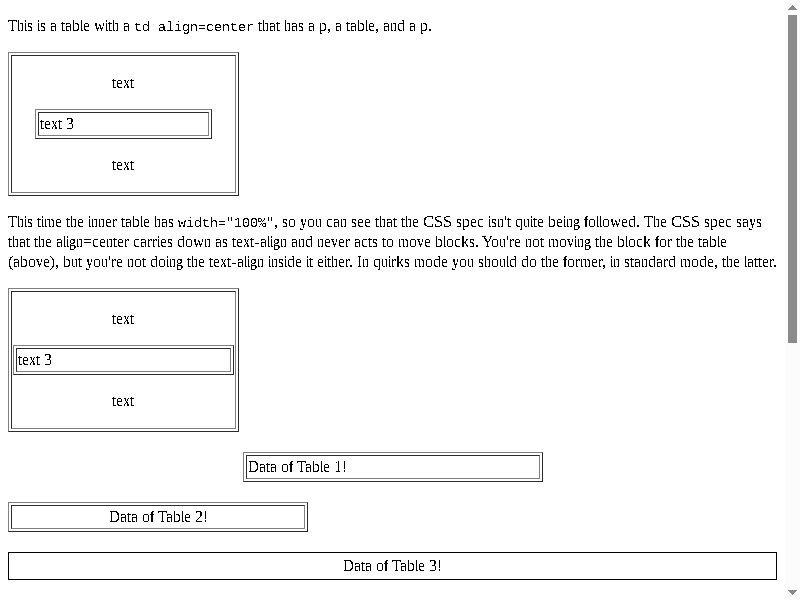 This is a table with a td align=center that has a p, a table, and a p.
text
text 3
text
This time the inner table has width="100%", so you can see that the CSS spec isn't quite being followed. The CSS spec says
that the align=center carries down as text-align and never acts to move blocks. You're not moving the block for the table
(above), but you're not doing the text-align inside it either. In quirks mode you should do the former, in standard mode, the latter.
text
text 3
text
Data of Table 1!
Data of Table 2!
Data of Table 3!